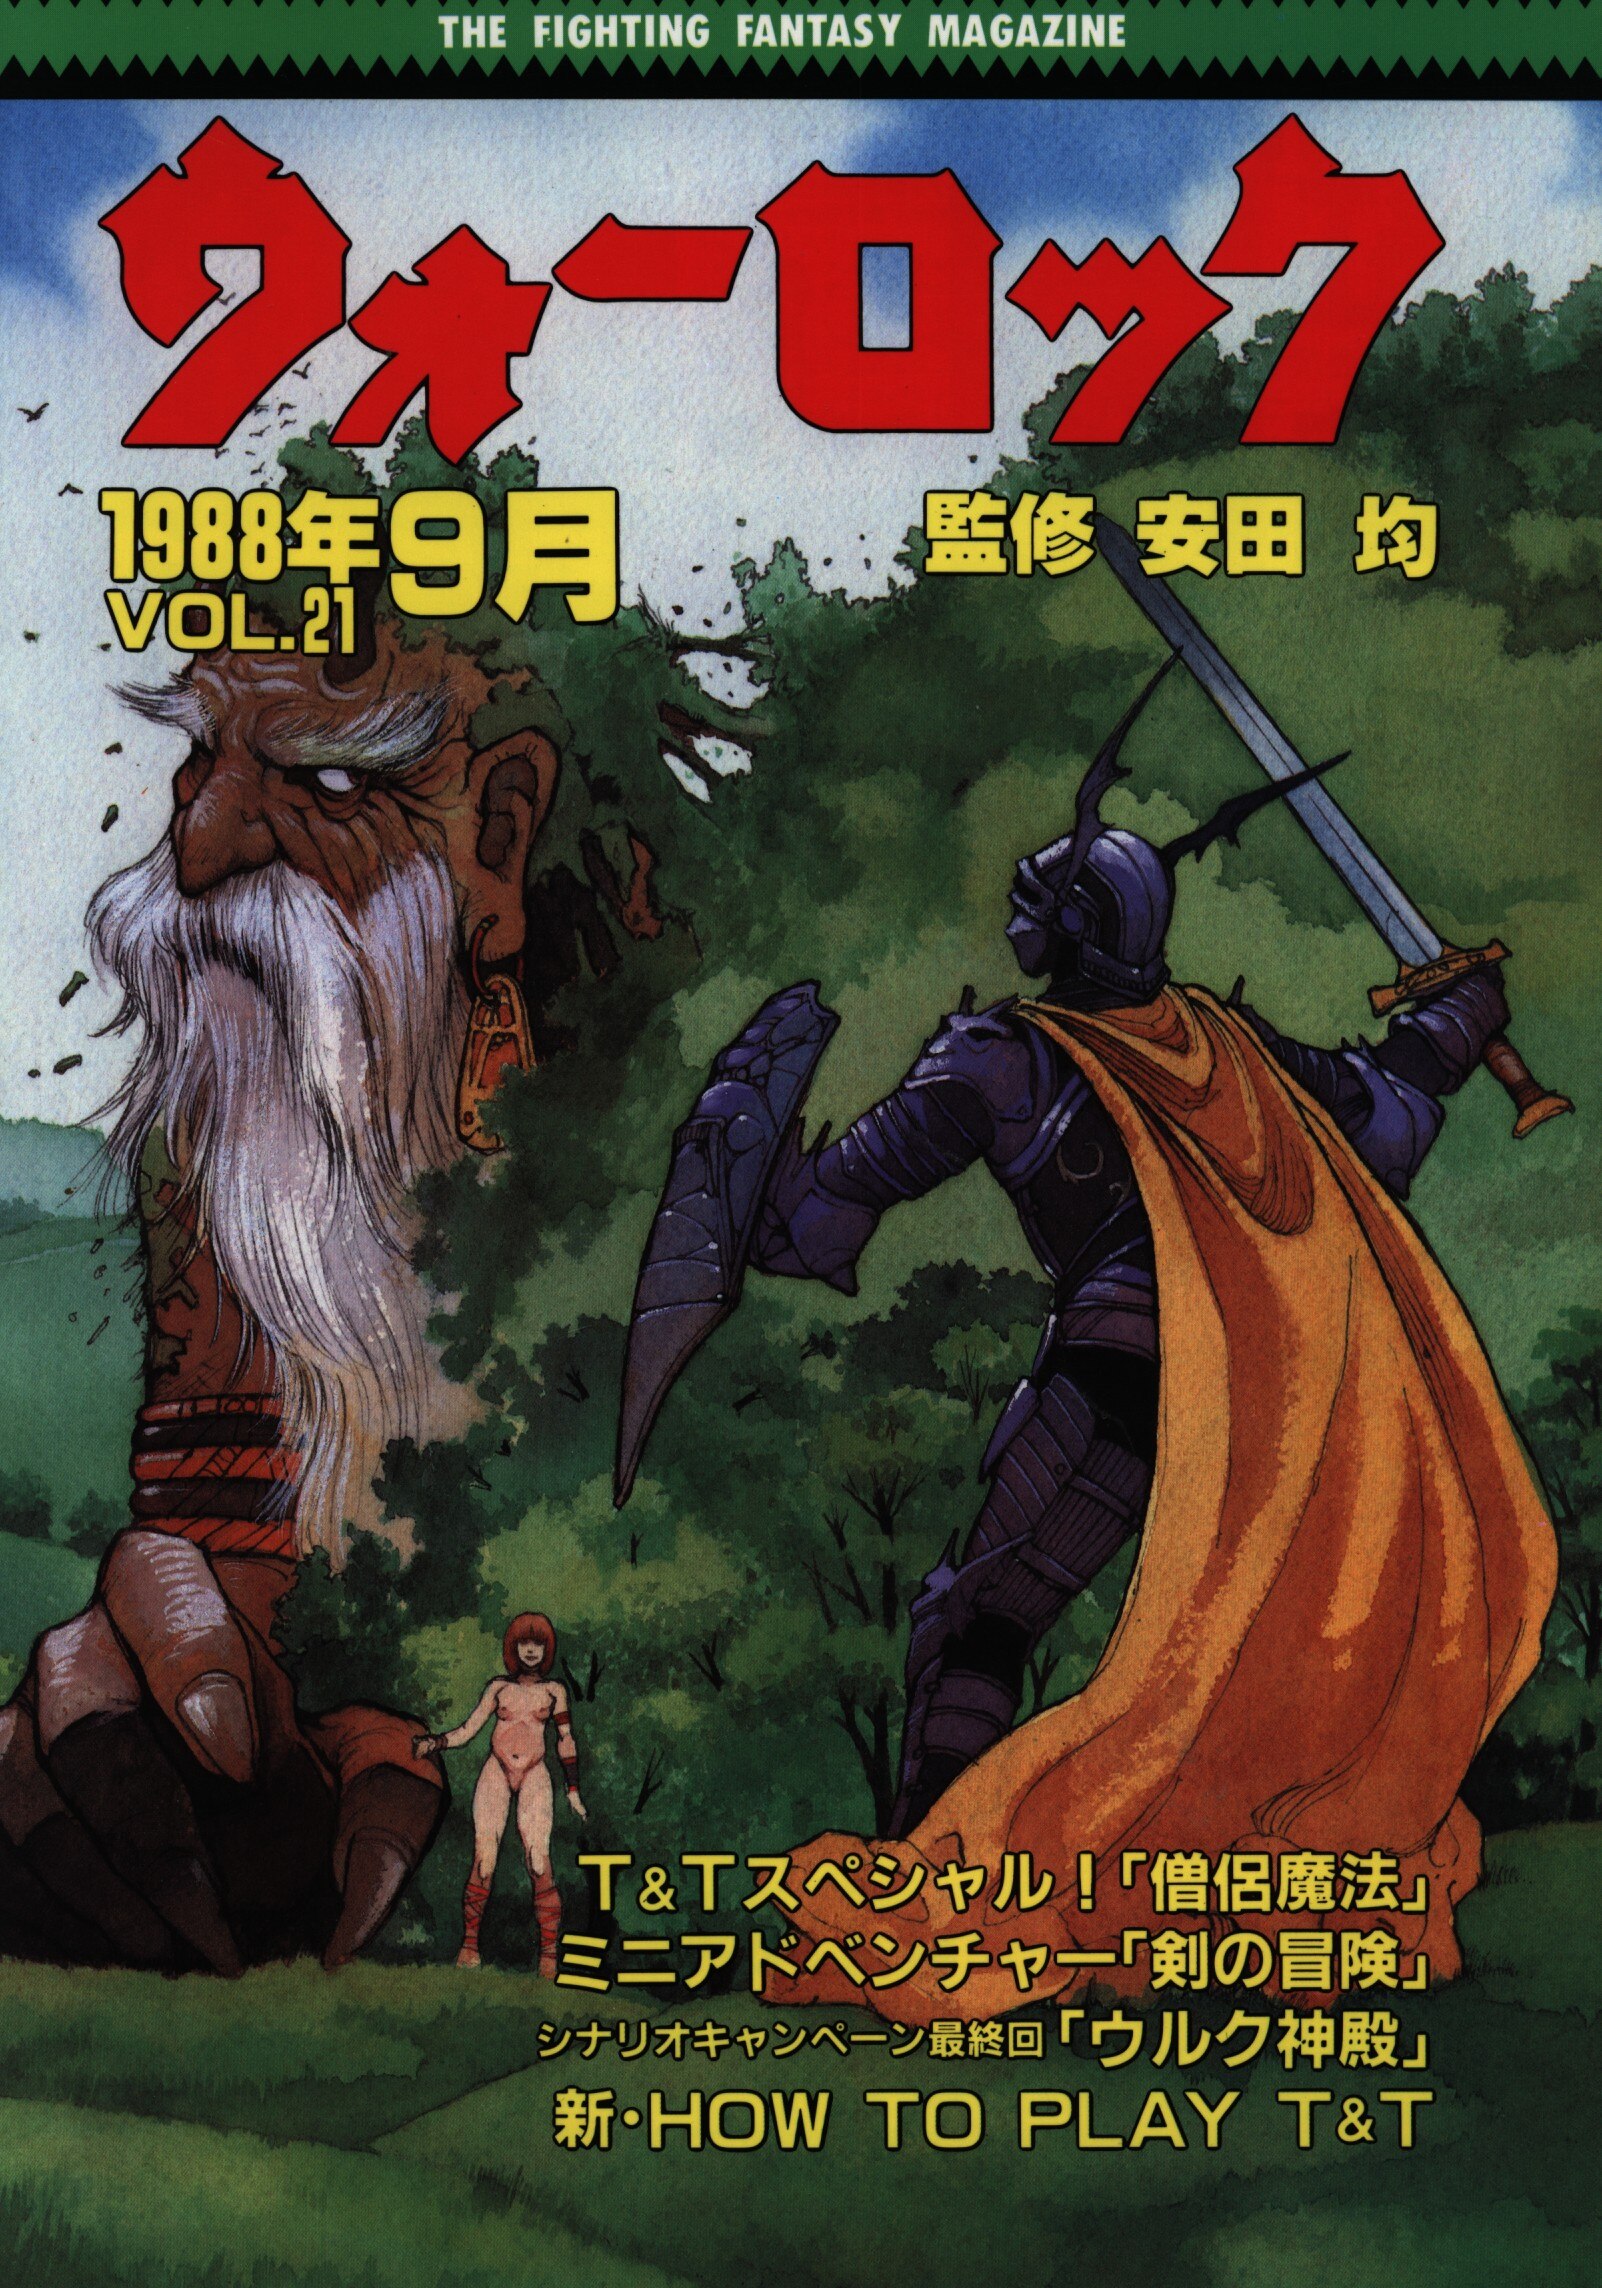 THE FIGHTING FANTASY MAGAZINE
ウォーロック
1988年9月
VOL.21
監修 安田 均
T&Tスペシャル!「僧侶魔法」
ミニアドベンチャー「剣の冒険」
シナリオキャンペーン最終回「ウルク神殿」
新・HOW TO PLAY T&T